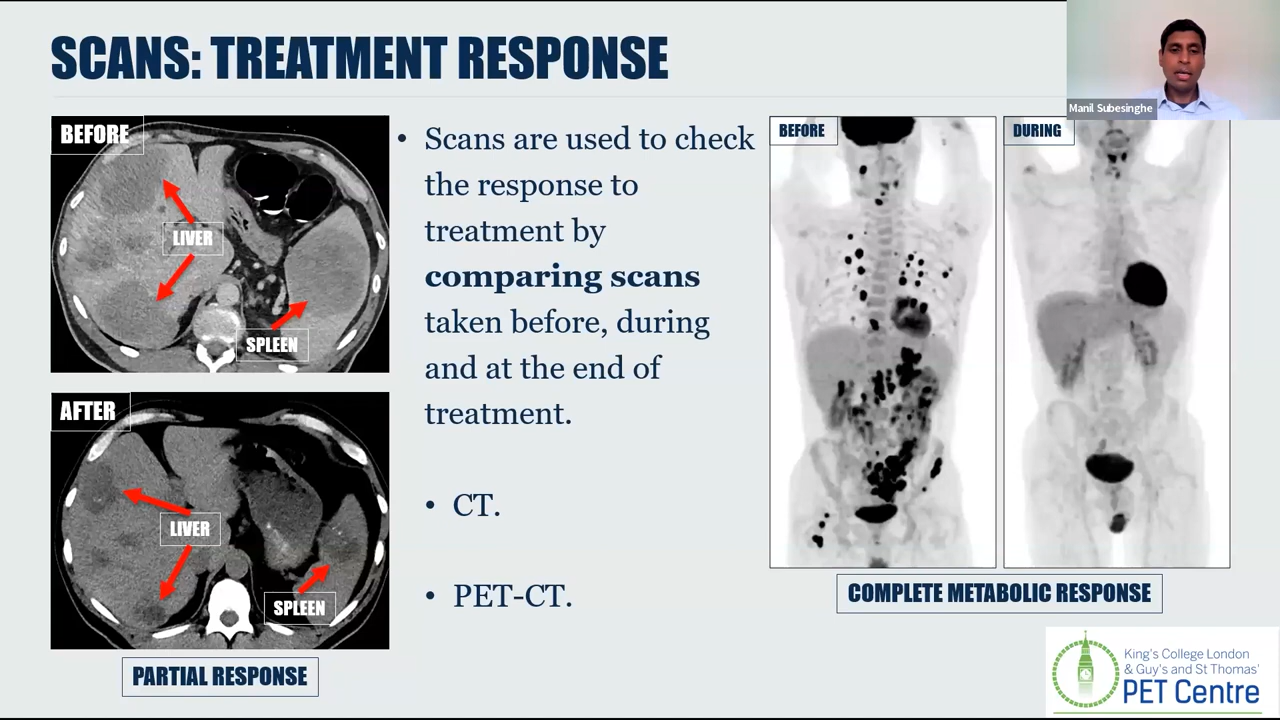 SCANS: TREATMENT RESPONSE
Manil Subesinghe
BEFORE
LIVER
SPLEEN
AFTER
LIVER
SPLEEN
PARTIAL RESPONSE
• Scans are used to check
the response to
treatment by
comparing scans
taken before, during
and at the end of
treatment.
• CT.
• PET-CT.
BEFORE
DURING
COMPLETE METABOLIC RESPONSE
King's College London
& Guy's and St Thomas'
PET Centre